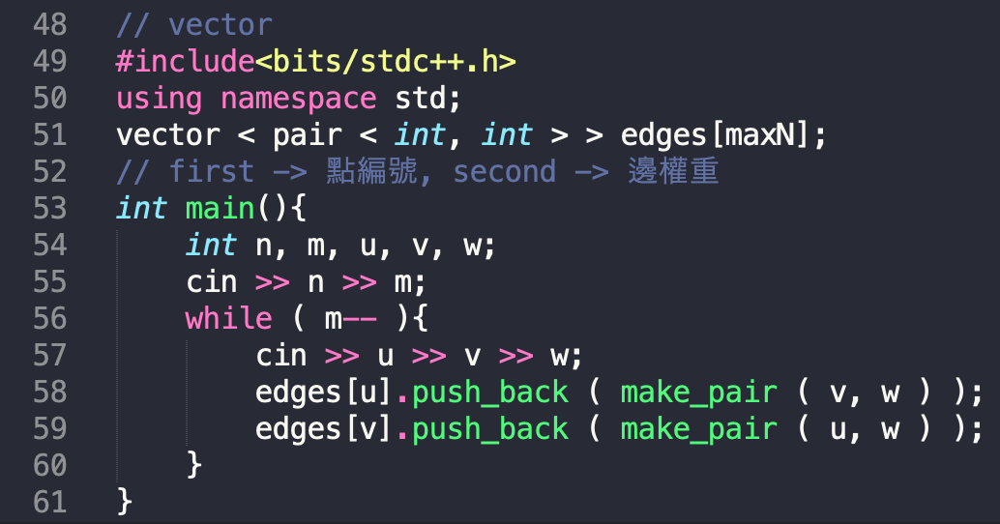 48 // vector
49 #include<bits/stdc++.h>
50 using namespace std;
51 vector < pair < int, int > > edges[maxN];
52 // first -> 點編號, second -> 邊權重
53 int main(){
54     int n, m, u, v, w;
55     cin >> n >> m;
56     while ( m-- ){
57         cin >> u >> v >> w;
58         edges[u].push_back ( make_pair ( v, w ) );
59         edges[v].push_back ( make_pair ( u, w ) );
60     }
61 }